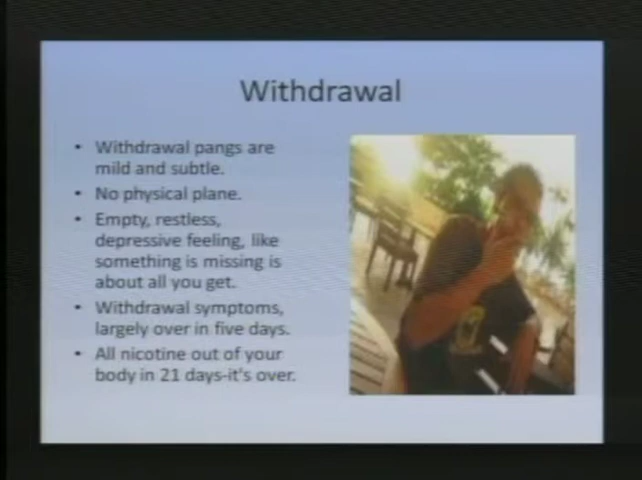 Withdrawal
• Withdrawal pangs are
mild and subtle.
• No physical plane.
• Empty, restless,
depressive feeling, like
something is missing is
about all you get.
• Withdrawal symptoms,
largely over in five days.
• All nicotine out of your
body in 21 days-it's over.